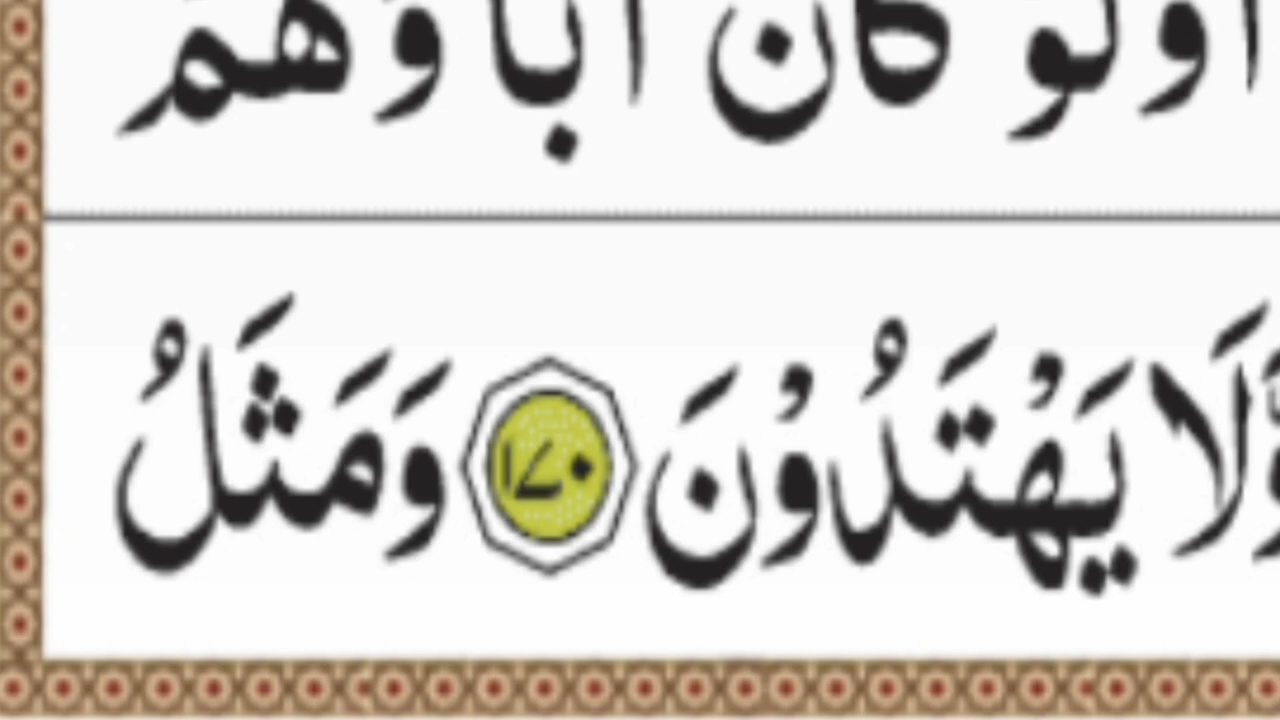 اولو كان اباؤهم
وَّلَا يَهْتَدُوْنَ ١٧٠ وَمَثَلُ